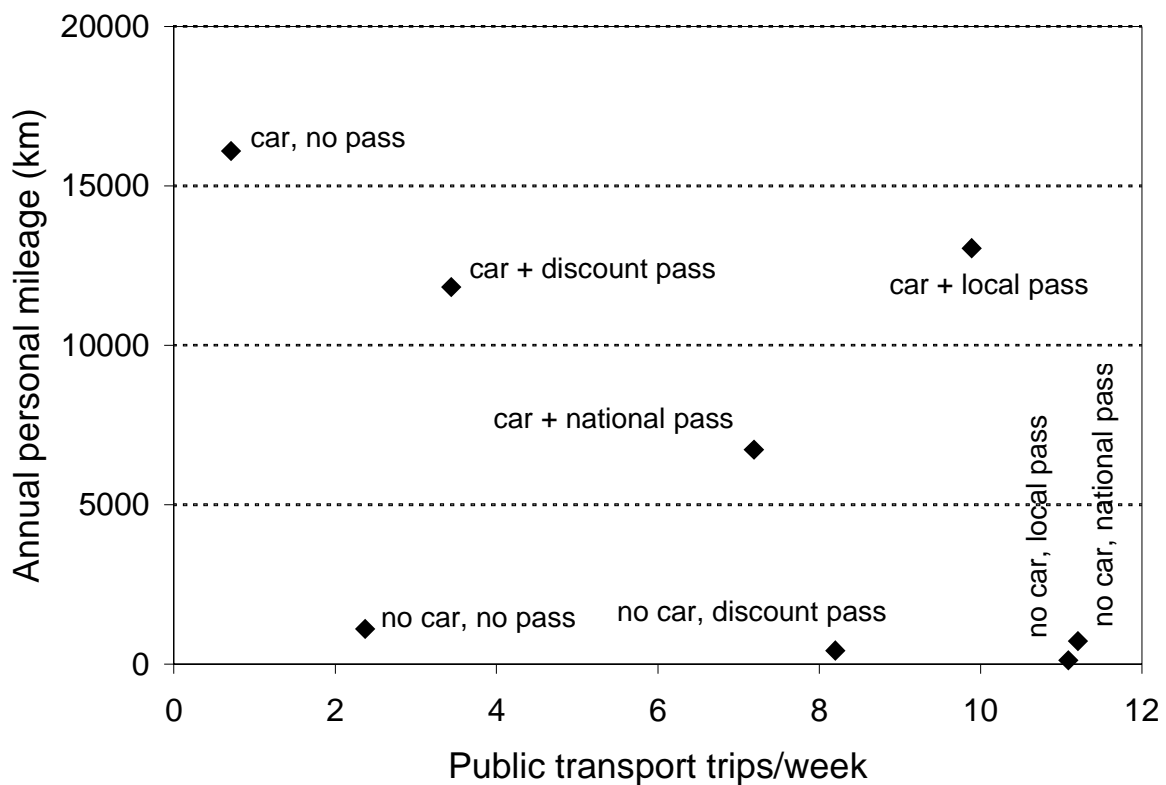 20000
15000
10000
5000
0
Annual personal mileage (km)
car, no pass
car + discount pass
car + local pass
car + national pass
no car, no pass
no car, discount pass
no car, local pass
no car, national pass
0 2 4 6 8 10 12
Public transport trips/week